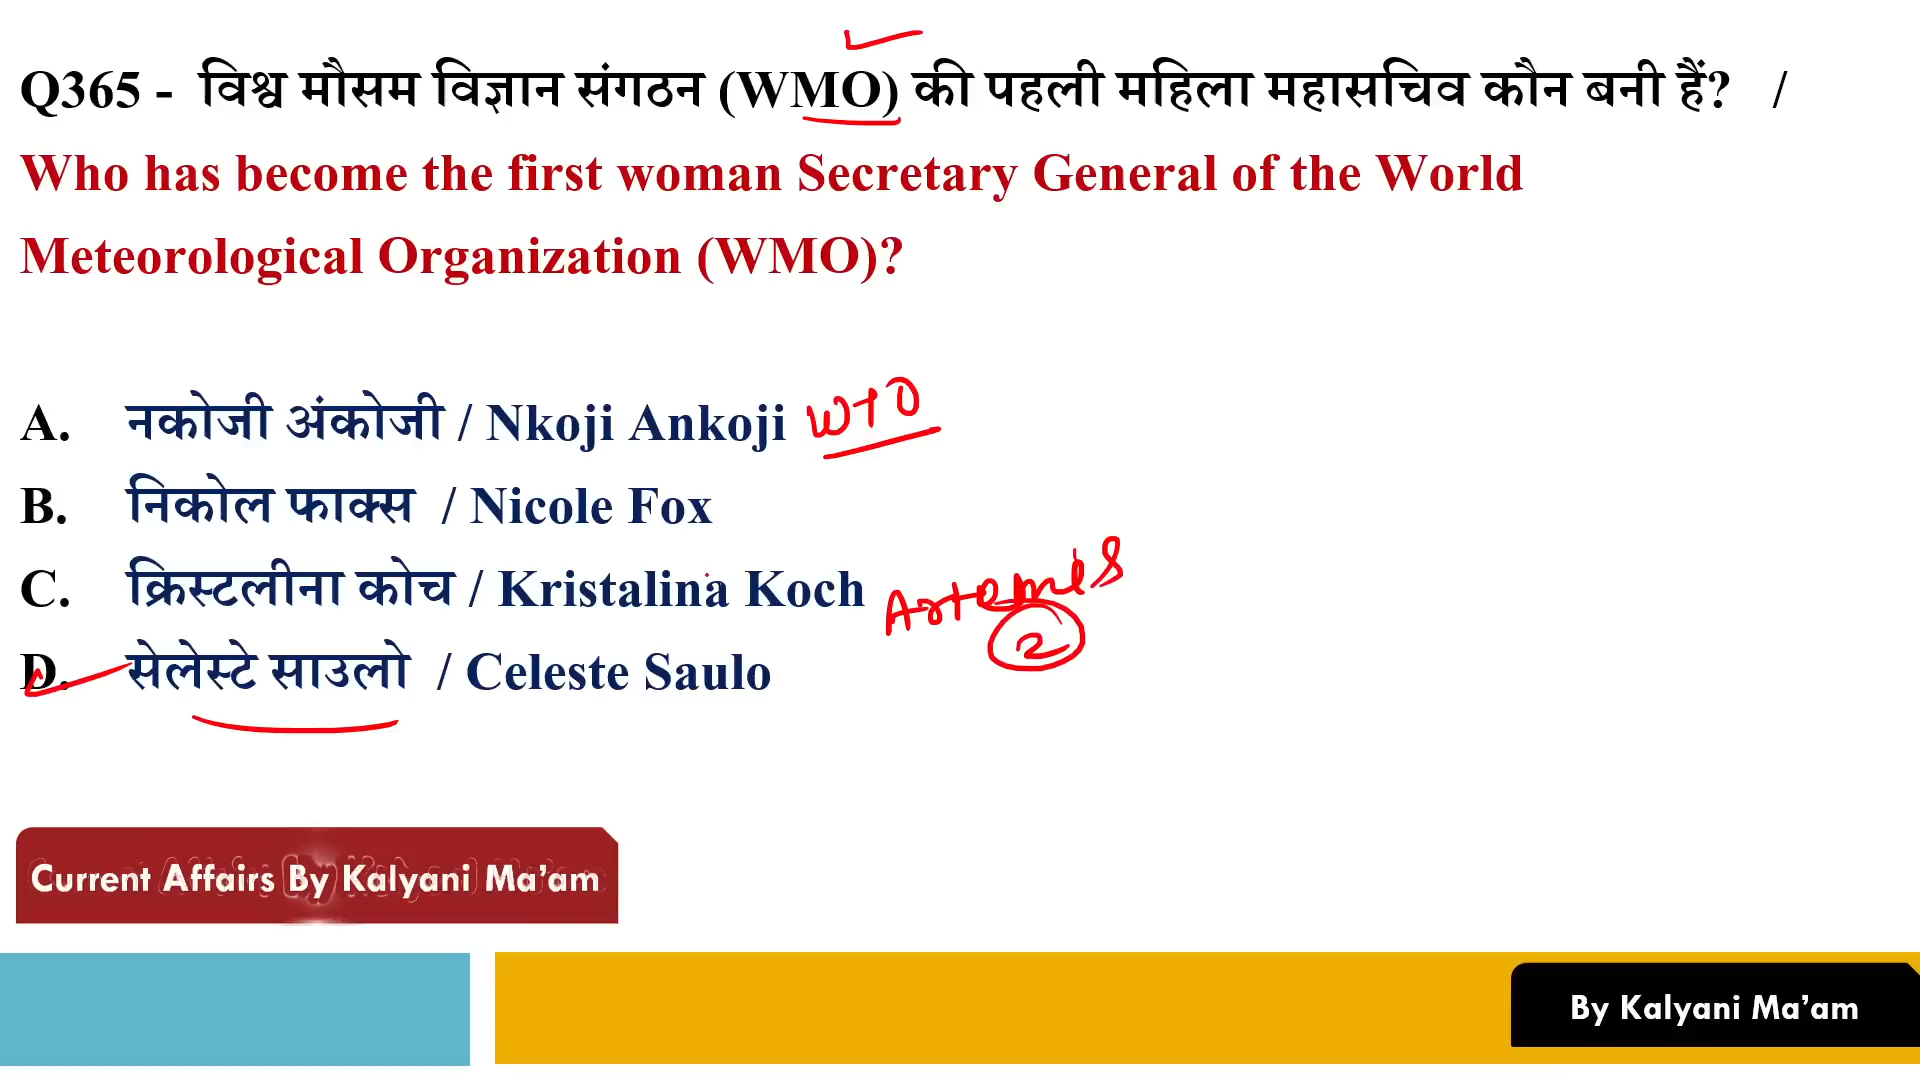 Q365 - विश्व मौसम विज्ञान संगठन (WMO) की पहली महिला महासचिव कौन बनी हैं? /
Who has become the first woman Secretary General of the World
Meteorological Organization (WMO)?
A. नकोजी अंकोजी / Nkoji Ankoji WTO
B. निकोल फाक्स / Nicole Fox
C. क्रिस्टलीना कोच / Kristalina Koch Artemis
2
D. सेलेस्टे साउलो / Celeste Saulo
Current Affairs By Kalyani Ma'am
By Kalyani Ma'am